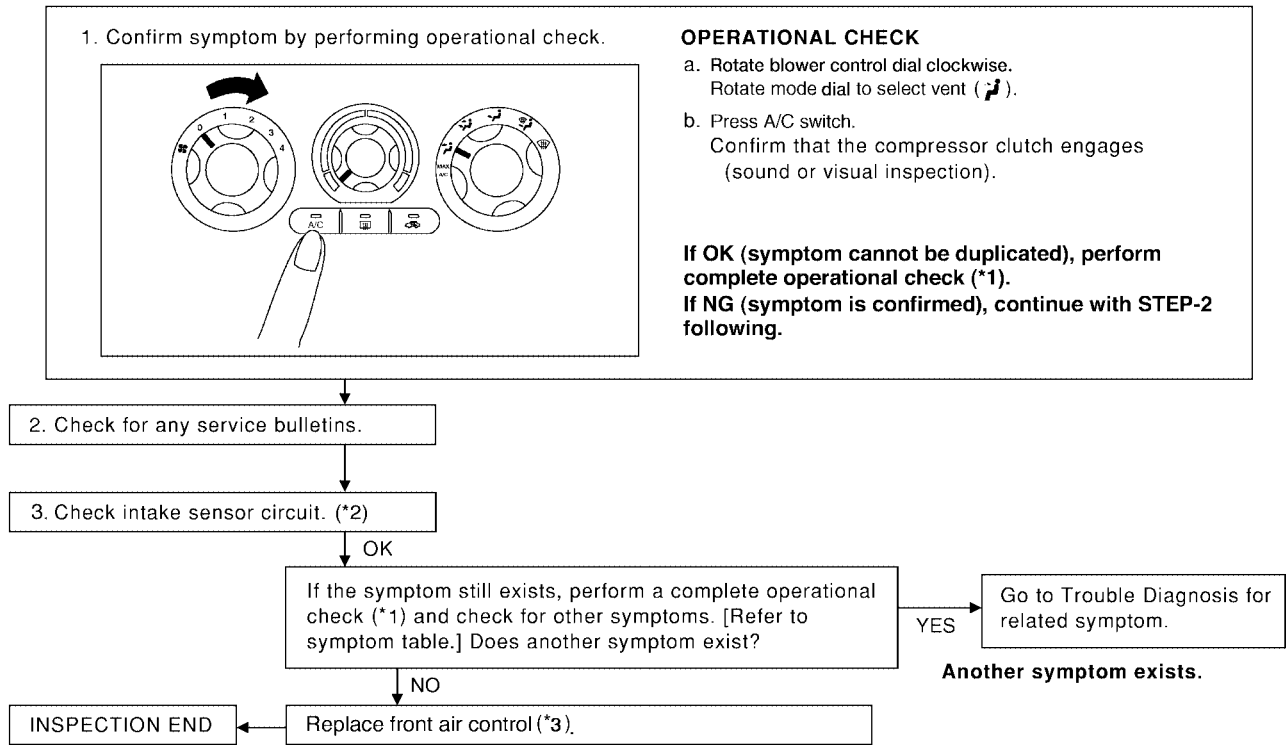 1. Confirm symptom by performing operational check.
0
1
2
3
4
MAX
A/C
A/C
OPERATIONAL CHECK
a. Rotate blower control dial clockwise.
Rotate mode dial to select vent ( ).
b. Press A/C switch.
Confirm that the compressor clutch engages
(sound or visual inspection).
If OK (symptom cannot be duplicated), perform
complete operational check (*1).
If NG (symptom is confirmed), continue with STEP-2
following.
2. Check for any service bulletins.
3. Check intake sensor circuit. (*2)
OK
If the symptom still exists, perform a complete operational
check (*1) and check for other symptoms. [Refer to
symptom table.] Does another symptom exist?
YES
Go to Trouble Diagnosis for
related symptom.
Another symptom exists.
NO
Replace front air control (*3).
INSPECTION END